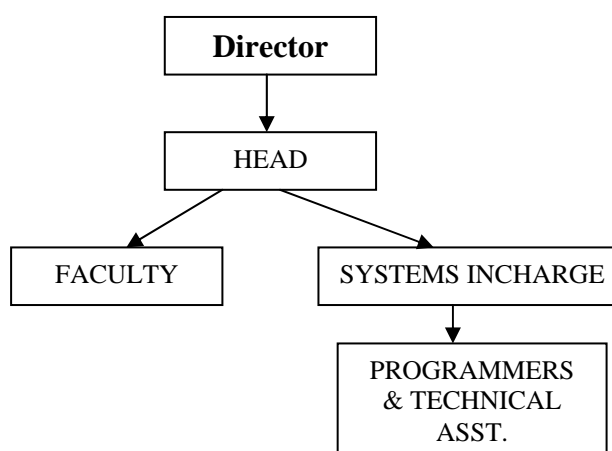 Director
HEAD
FACULTY
SYSTEMS INCHARGE
PROGRAMMERS
& TECHNICAL
ASST.